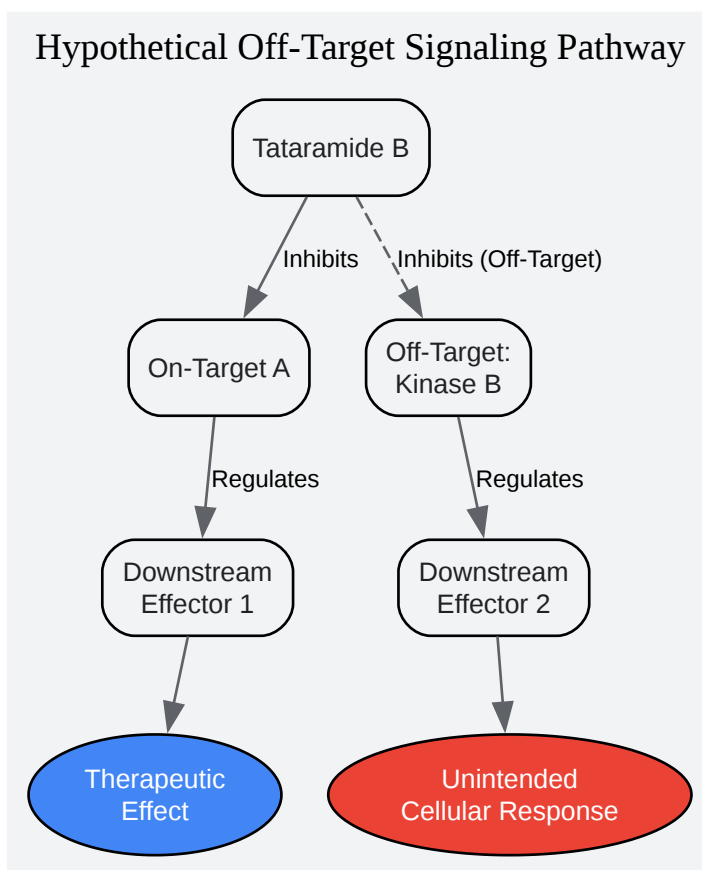 Hypothetical Off-Target Signaling Pathway
Tataramide B
Inhibits
Inhibits (Off-Target)
On-Target A
Off-Target:
Kinase B
Regulates
Regulates
Downstream
Effector 1
Downstream
Effector 2
Therapeutic
Effect
Unintended
Cellular Response